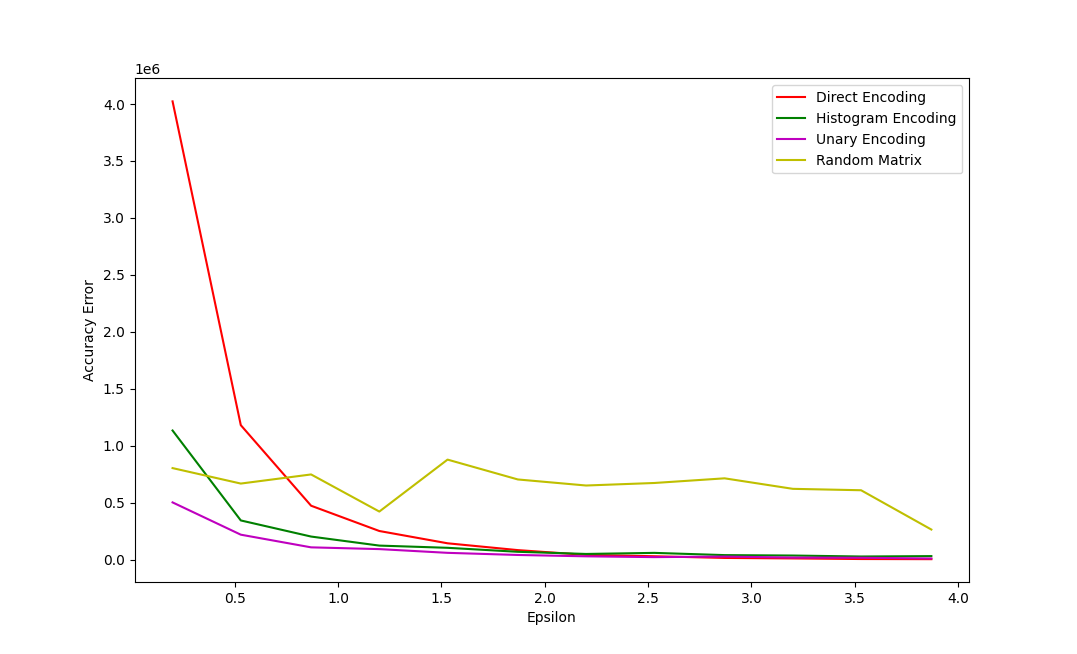 1e6
4.0
3.5
3.0
2.5
2.0
1.5
1.0
0.5
0.0
Accuracy Error
Direct Encoding
Histogram Encoding
Unary Encoding
Random Matrix
0.5 1.0 1.5 2.0 2.5 3.0 3.5 4.0
Epsilon